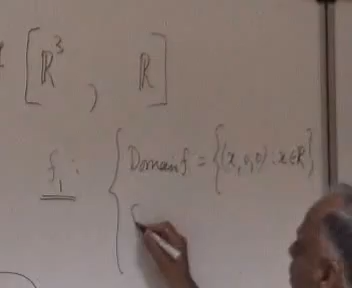 [ℝ³, ℝ]
f₁ : { Domain f = {(x, 0, 0) : x ∈ ℝ}